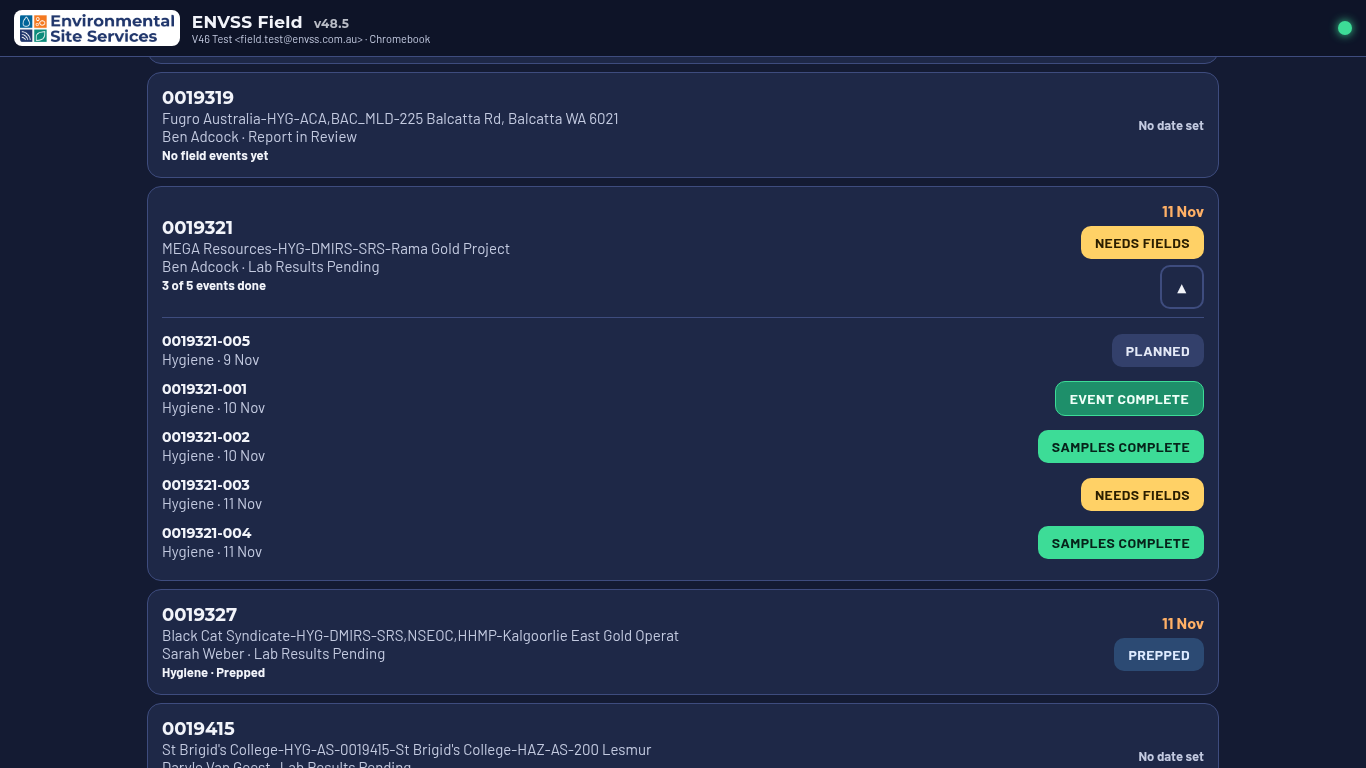 Environmental
Site Services
ENVSS Field v48.5
V46 Test <field.test@envss.com.au> · Chromebook
0019319
Fugro Australia-HYG-ACA,BAC_MLD-225 Balcatta Rd, Balcatta WA 6021
Ben Adcock · Report in Review
No field events yet
No date set
0019321
MEGA Resources-HYG-DMIRS-SRS-Rama Gold Project
Ben Adcock · Lab Results Pending
3 of 5 events done
11 Nov
NEEDS FIELDS
▲
0019321-005
Hygiene · 9 Nov
PLANNED
0019321-001
Hygiene · 10 Nov
EVENT COMPLETE
0019321-002
Hygiene · 10 Nov
SAMPLES COMPLETE
0019321-003
Hygiene · 11 Nov
NEEDS FIELDS
0019321-004
Hygiene · 11 Nov
SAMPLES COMPLETE
0019327
Black Cat Syndicate-HYG-DMIRS-SRS,NSEOC,HHMP-Kalgoorlie East Gold Operat
Sarah Weber · Lab Results Pending
Hygiene · Prepped
11 Nov
PREPPED
0019415
St Brigid's College-HYG-AS-0019415-St Brigid's College-HAZ-AS-200 Lesmur
Daryle Van Geest · Lab Results Pending
No date set